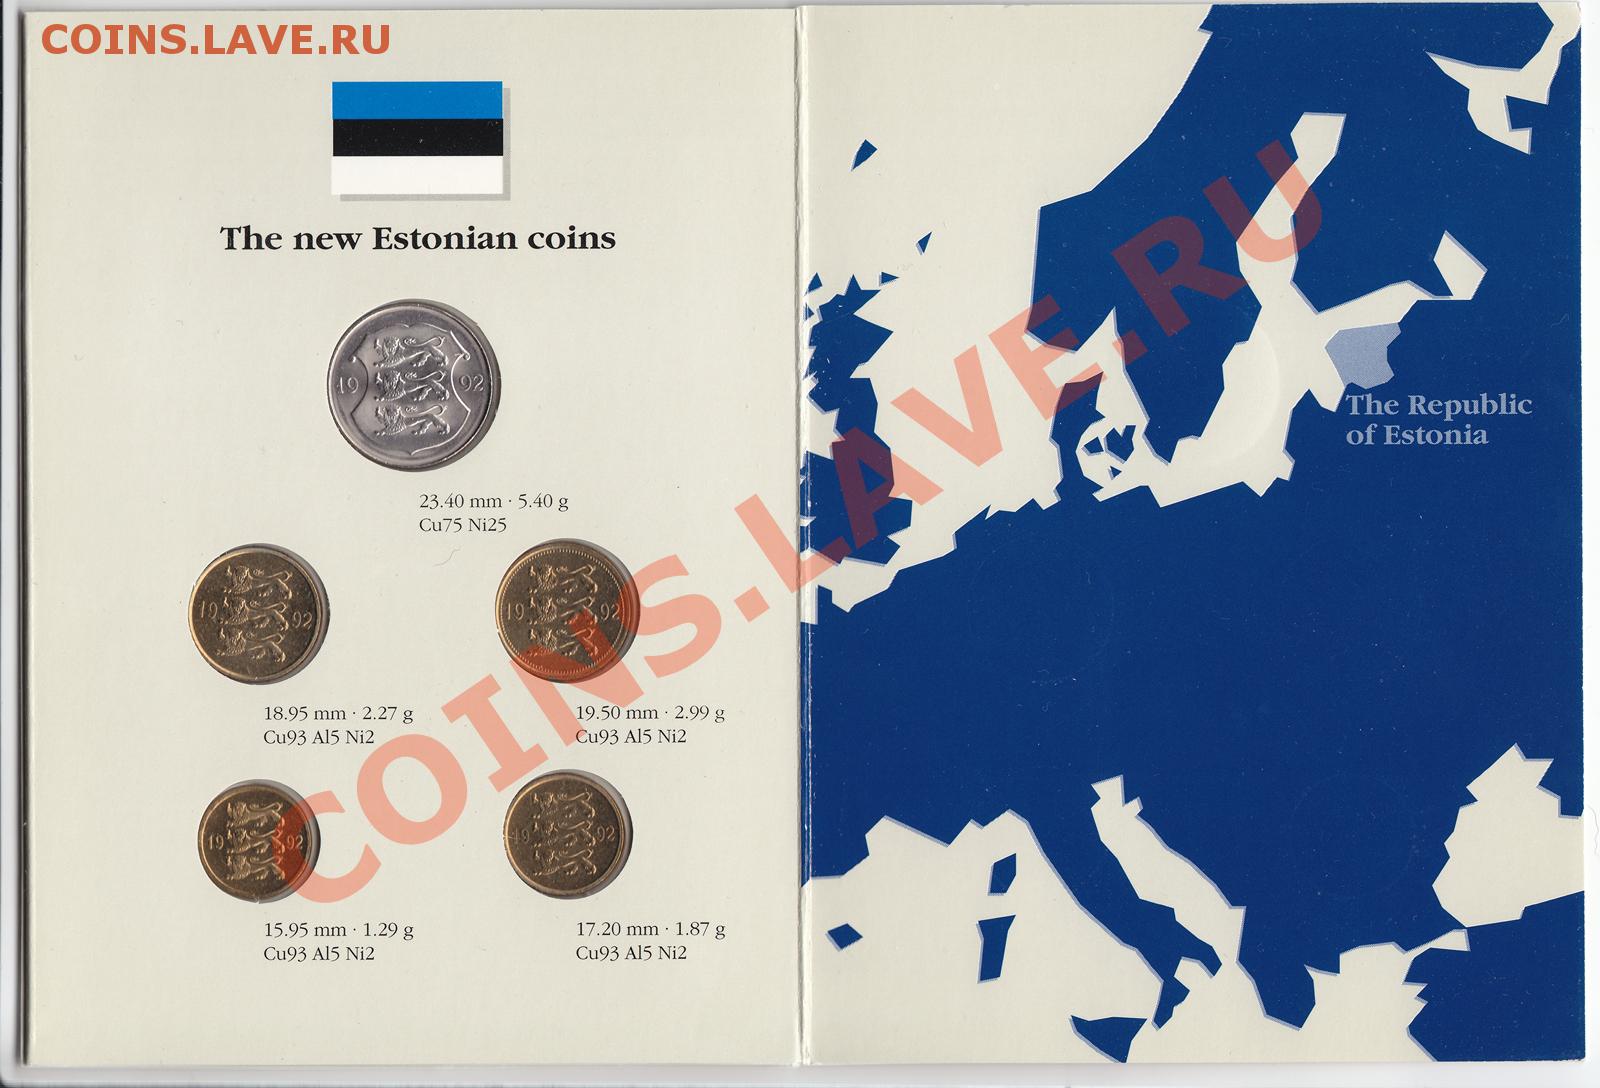 COINS.LAVE.RU
The new Estonian coins
19 92
23.40 mm · 5.40 g
Cu75 Ni25
19 92
19 92
18.95 mm · 2.27 g
Cu93 Al5 Ni2
19.50 mm · 2.99 g
Cu93 Al5 Ni2
19 92
19 92
15.95 mm · 1.29 g
Cu93 Al5 Ni2
17.20 mm · 1.87 g
Cu93 Al5 Ni2
The Republic
of Estonia
COINS.LAVE.RU